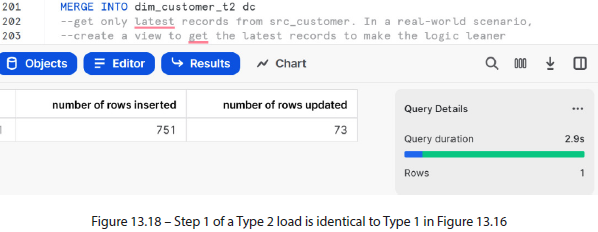 201 MERGE INTO dim_customer_t2 dc
202 --get only latest records from src_customer. In a real-world scenario,
203 --create a view to get the latest records to make the logic leaner
Objects Editor Results Chart
number of rows inserted number of rows updated
751 73
Query Details ...
Query duration 2.9s
Rows 1
Figure 13.18 – Step 1 of a Type 2 load is identical to Type 1 in Figure 13.16